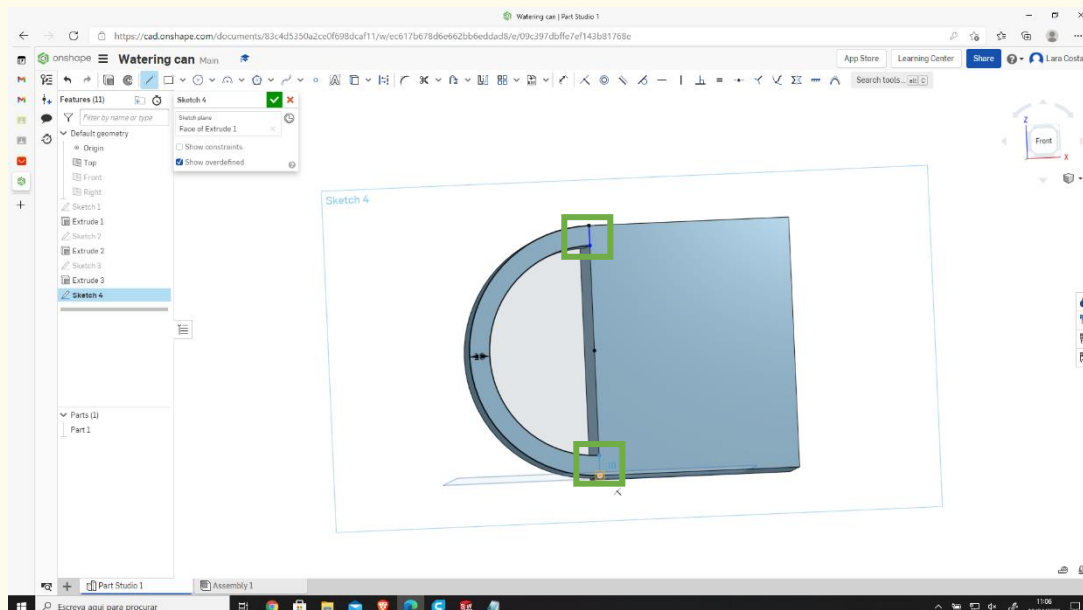 Watering can | Part Studio 1
https://cad.onshape.com/documents/83c4d5350a2ce0f698dcaf11/w/ec617b678d6e662bb6eddad8/e/09c397dbffe7ef143b81768e
onshape Watering can Main
App Store Learning Center Share Lara Costa
Search tools...
Features (11)
Sketch 4
Filter by name or type
Sketch plane
Face of Extrude 1
Default geometry
Show constraints
Origin
Show overdefined
Top
Front
Right
Sketch 1
Extrude 1
Sketch 2
Extrude 2
Sketch 3
Extrude 3
Sketch 4
Sketch 4
Z
Front
X
Parts (1)
Part 1
Part Studio 1
Assembly 1
Escreva aqui para procurar
11:06